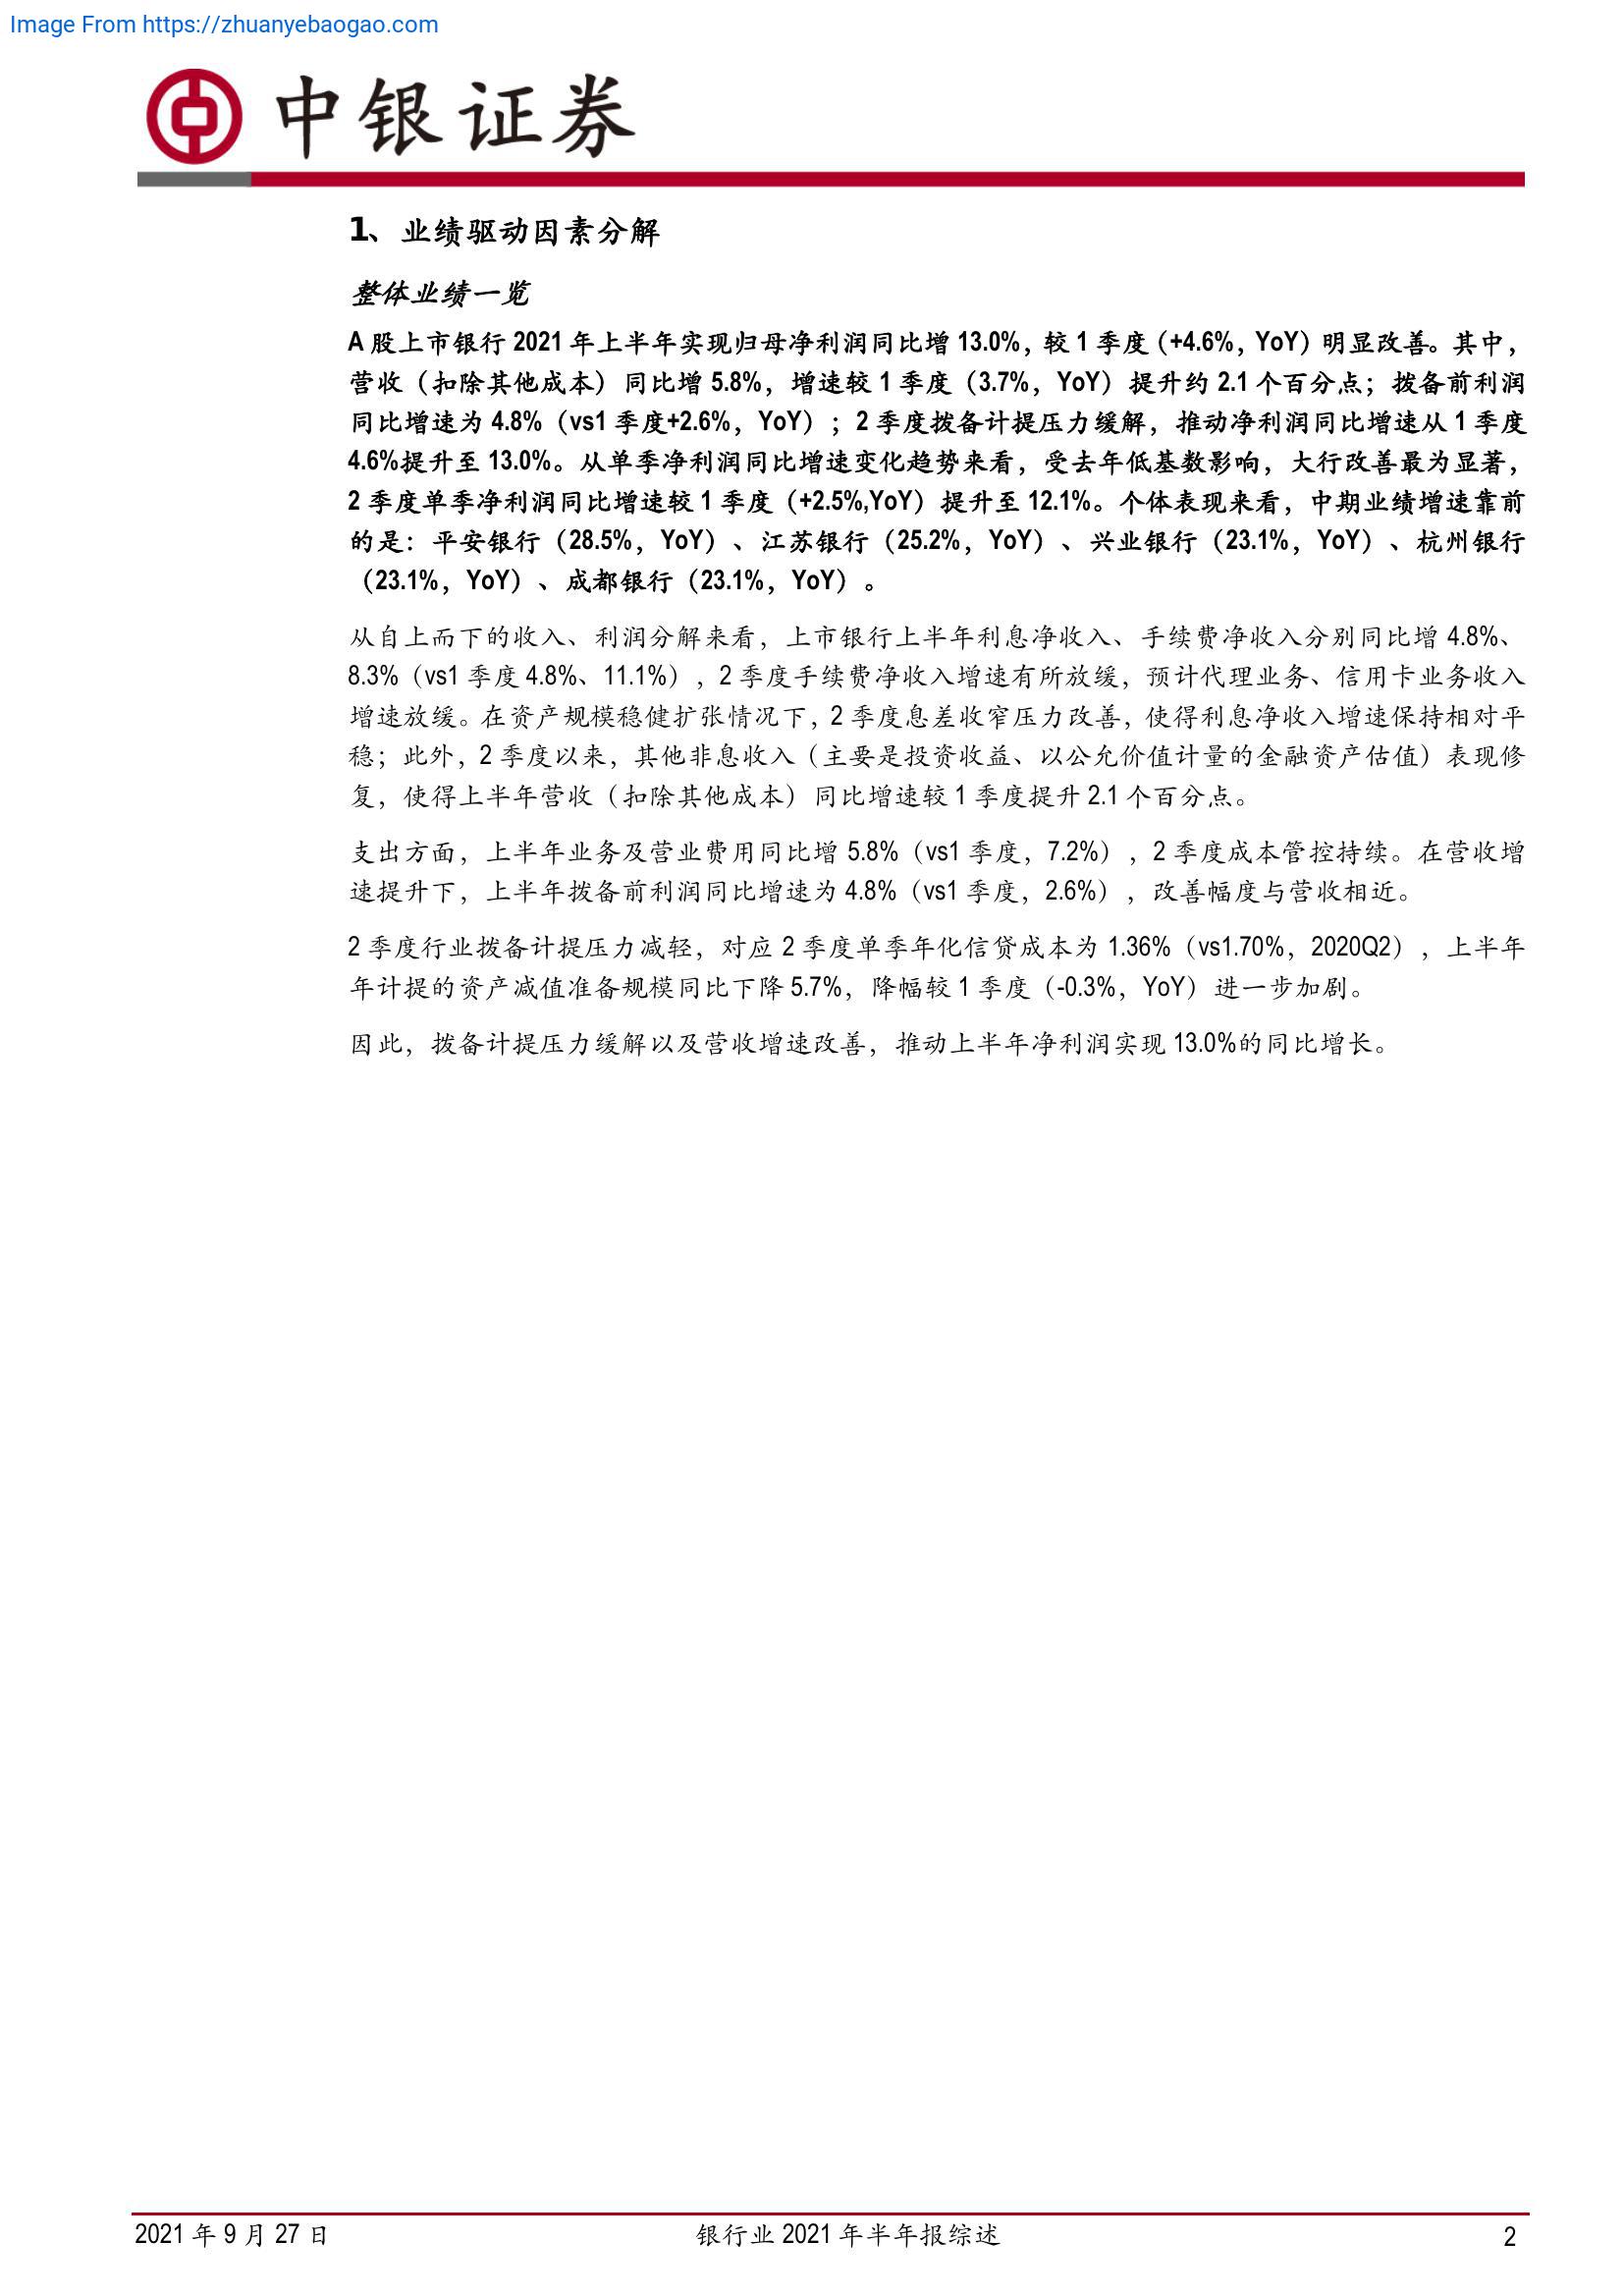 Image From https://zhuanyebaogao.com
中银证券
1、业绩驱动因素分解
整体业绩一览
A 股上市银行 2021 年上半年实现归母净利润同比增 13.0%，较 1 季度（+4.6%，YoY）明显改善。其中，
营收（扣除其他成本）同比增 5.8%，增速较 1 季度（3.7%，YoY）提升约 2.1 个百分点；拨备前利润
同比增速为 4.8%（vs1 季度+2.6%，YoY）；2 季度拨备计提压力缓解，推动净利润同比增速从 1 季度
4.6%提升至 13.0%。从单季净利润同比增速变化趋势来看，受去年低基数影响，大行改善最为显著，
2 季度单季净利润同比增速较 1 季度（+2.5%,YoY）提升至 12.1%。个体表现来看，中期业绩增速靠前
的是：平安银行（28.5%，YoY）、江苏银行（25.2%，YoY）、兴业银行（23.1%，YoY）、杭州银行
（23.1%，YoY）、成都银行（23.1%，YoY）。
从自上而下的收入、利润分解来看，上市银行上半年利息净收入、手续费净收入分别同比增 4.8%、
8.3%（vs1 季度 4.8%、11.1%），2 季度手续费净收入增速有所放缓，预计代理业务、信用卡业务收入
增速放缓。在资产规模稳健扩张情况下，2 季度息差收窄压力改善，使得利息净收入增速保持相对平
稳；此外，2 季度以来，其他非息收入（主要是投资收益、以公允价值计量的金融资产估值）表现修
复，使得上半年营收（扣除其他成本）同比增速较 1 季度提升 2.1 个百分点。
支出方面，上半年业务及营业费用同比增 5.8%（vs1 季度，7.2%），2 季度成本管控持续。在营收增
速提升下，上半年拨备前利润同比增速为 4.8%（vs1 季度，2.6%），改善幅度与营收相近。
2 季度行业拨备计提压力减轻，对应 2 季度单季年化信贷成本为 1.36%（vs1.70%，2020Q2），上半年
年计提的资产减值准备规模同比下降 5.7%，降幅较 1 季度（-0.3%，YoY）进一步加剧。
因此，拨备计提压力缓解以及营收增速改善，推动上半年净利润实现 13.0%的同比增长。
2021 年 9 月 27 日
银行业 2021 年半年报综述
2